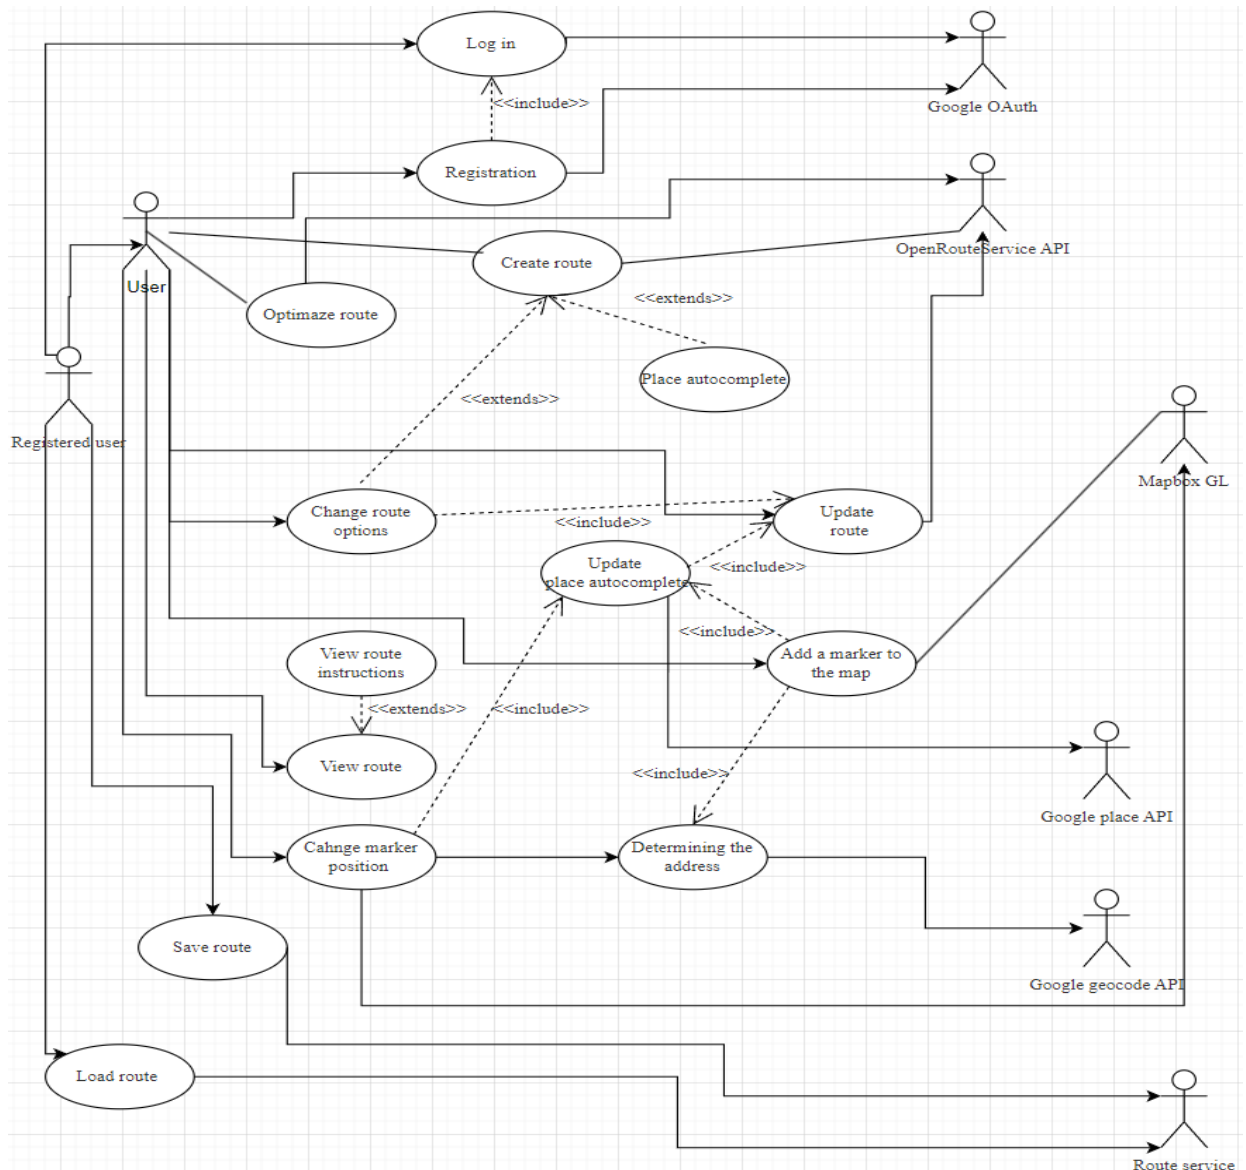 Log in
<<include>>
Google OAuth
Registration
OpenRouteService API
Create route
User
Optimaze route
<<extends>>
Place autocomplete
<<extends>>
Registered user
Mapbox GL
Change route
options
<<include>>
Update
route
Update
place autocomplete
<<include>>
<<include>>
View route
instructions
Add a marker to
the map
<<extends>>
<<include>>
View route
<<include>>
Google place API
Cahnge marker
position
Determining the
address
Save route
Google geocode API
Load route
Route service